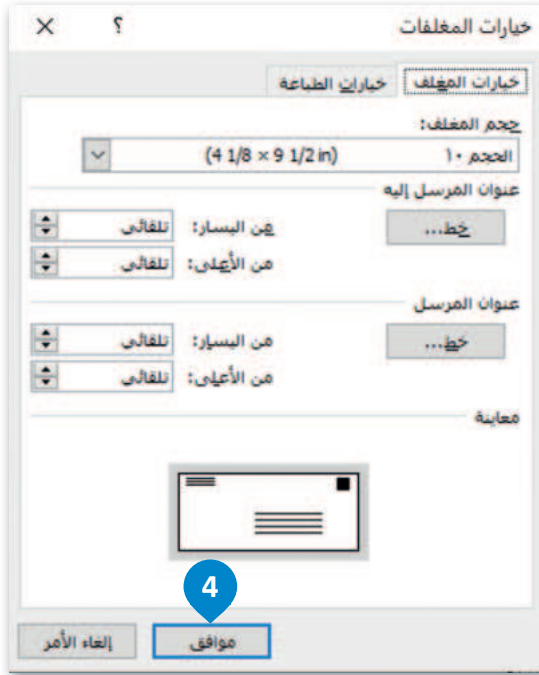 خيارات المغلفات ؟ ×
خيارات المغلف خيارات الطباعة
حجم المغلف:
الحجم ١٠ (4 1/8 × 9 1/2 in)
عنوان المرسل إليه
خط... من اليسار: تلقائي
من الأعلى: تلقائي
عنوان المرسل
خط... من اليسار: تلقائي
من الأعلى: تلقائي
معاينة
4
موافق إلغاء الأمر